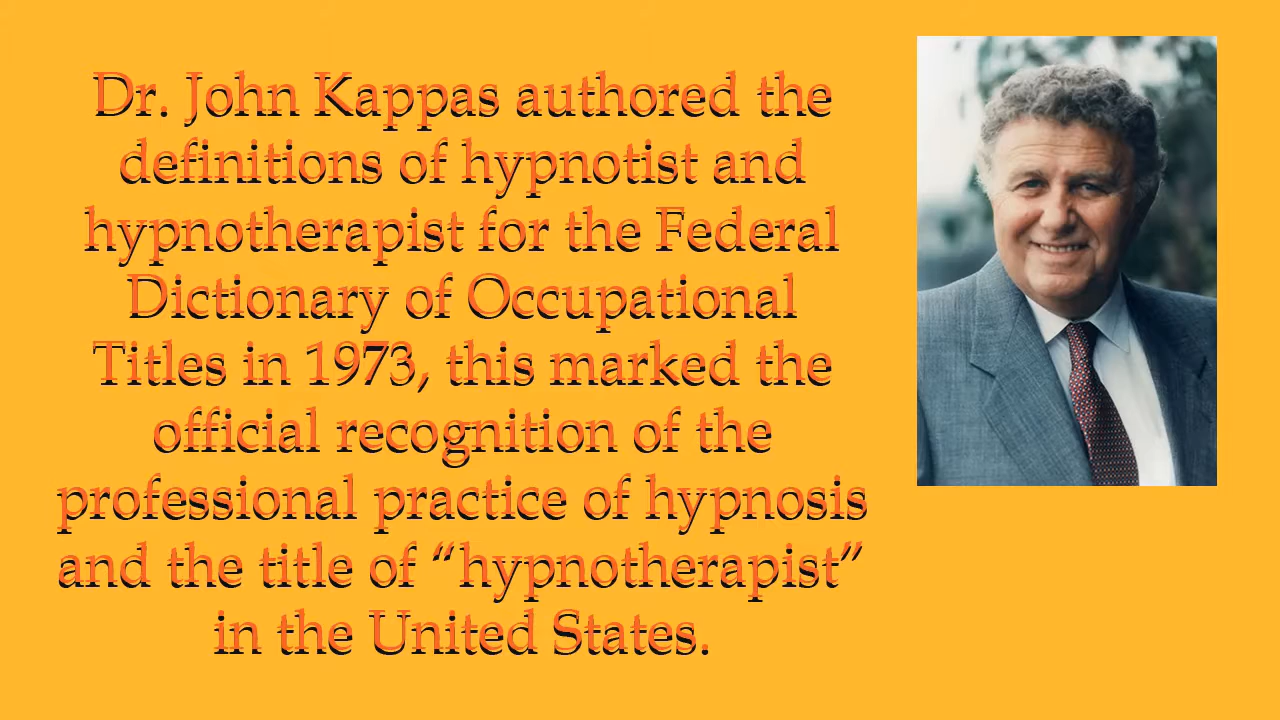 Dr. John Kappas authored the
definitions of hypnotist and
hypnotherapist for the Federal
Dictionary of Occupational
Titles in 1973, this marked the
official recognition of the
professional practice of hypnosis
and the title of “hypnotherapist”
in the United States.